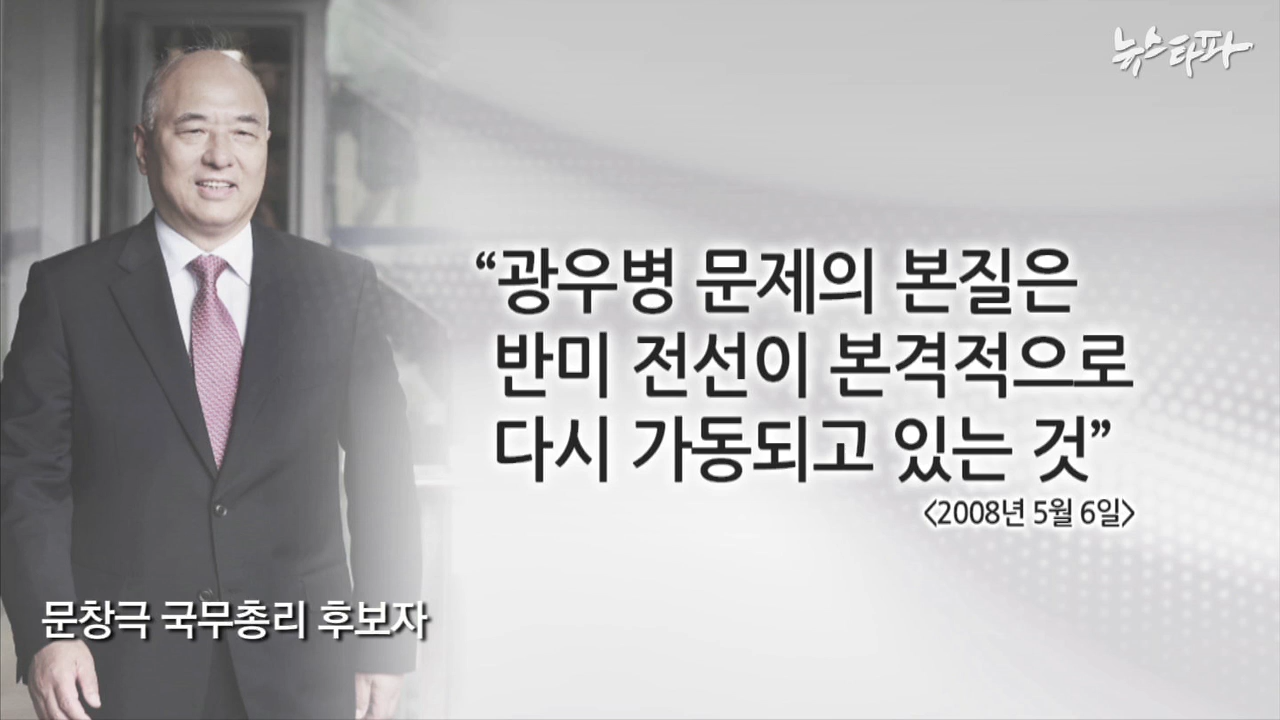 뉴스타파
“광우병 문제의 본질은
반미 전선이 본격적으로
다시 가동되고 있는 것”
<2008년 5월 6일>
문창극 국무총리 후보자